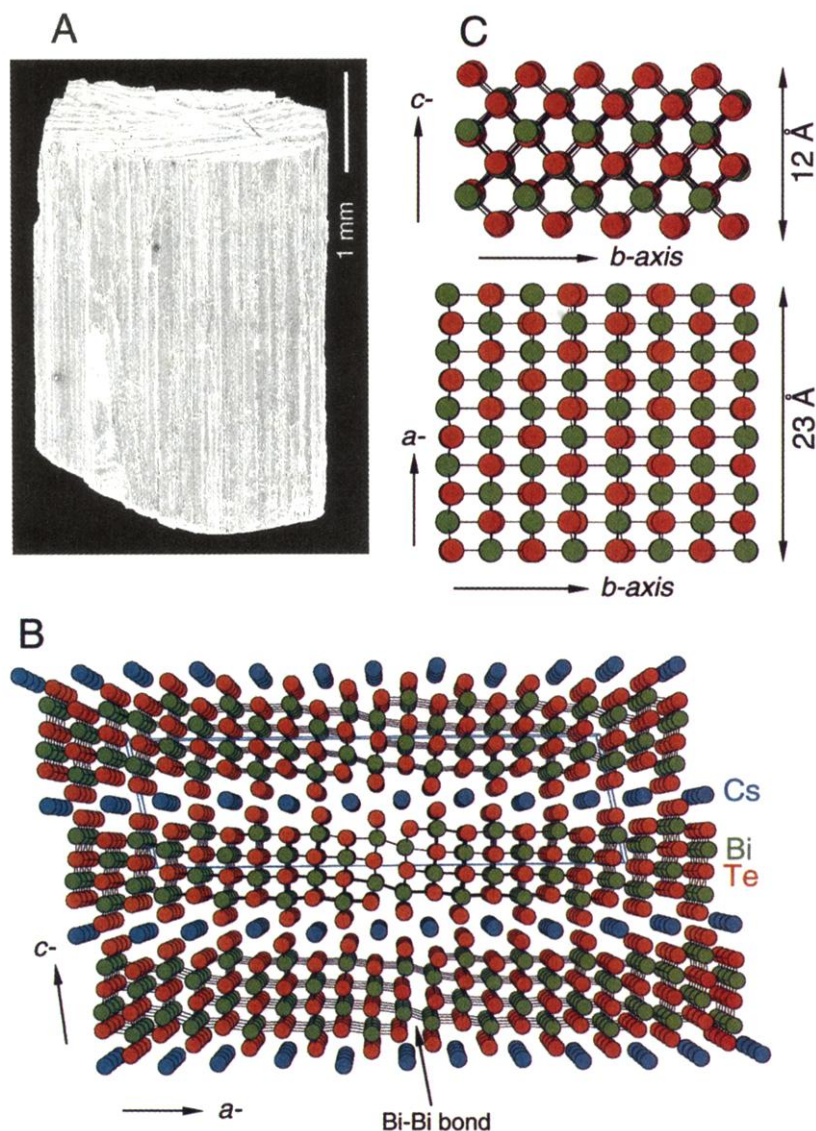 A
1 mm
C
c-
12 Å
b-axis
23 Å
a-
b-axis
B
Cs
Bi
Te
c-
a-
Bi-Bi bond